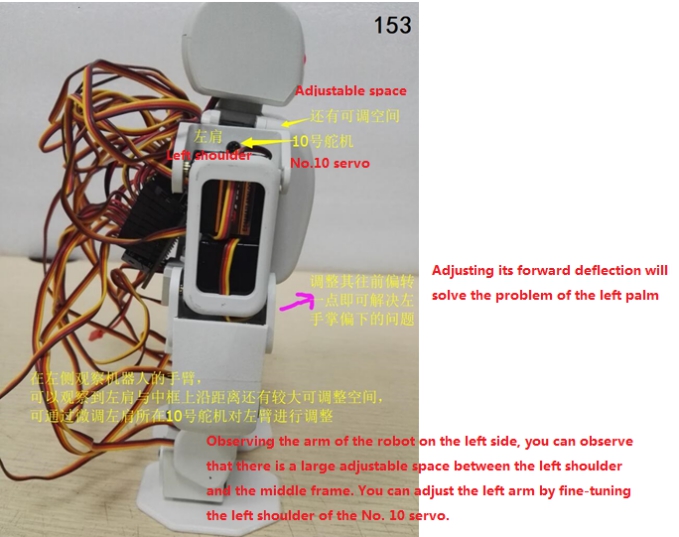 153
Adjustable space
还有可调空间
左肩
10号舵机
Left shoulder
No.10 servo
Adjusting its forward deflection will
solve the problem of the left palm
调整其往前偏转
一点即可解决左
手掌偏下的问题
在左侧观察机器人的手臂，
可以观察到左肩与中框上沿距离还有较大可调整空间，
可通过微调左肩所在10号舵机对左臂进行调整
Observing the arm of the robot on the left side, you can observe
that there is a large adjustable space between the left shoulder
and the middle frame. You can adjust the left arm by fine-tuning
the left shoulder of the No. 10 servo.